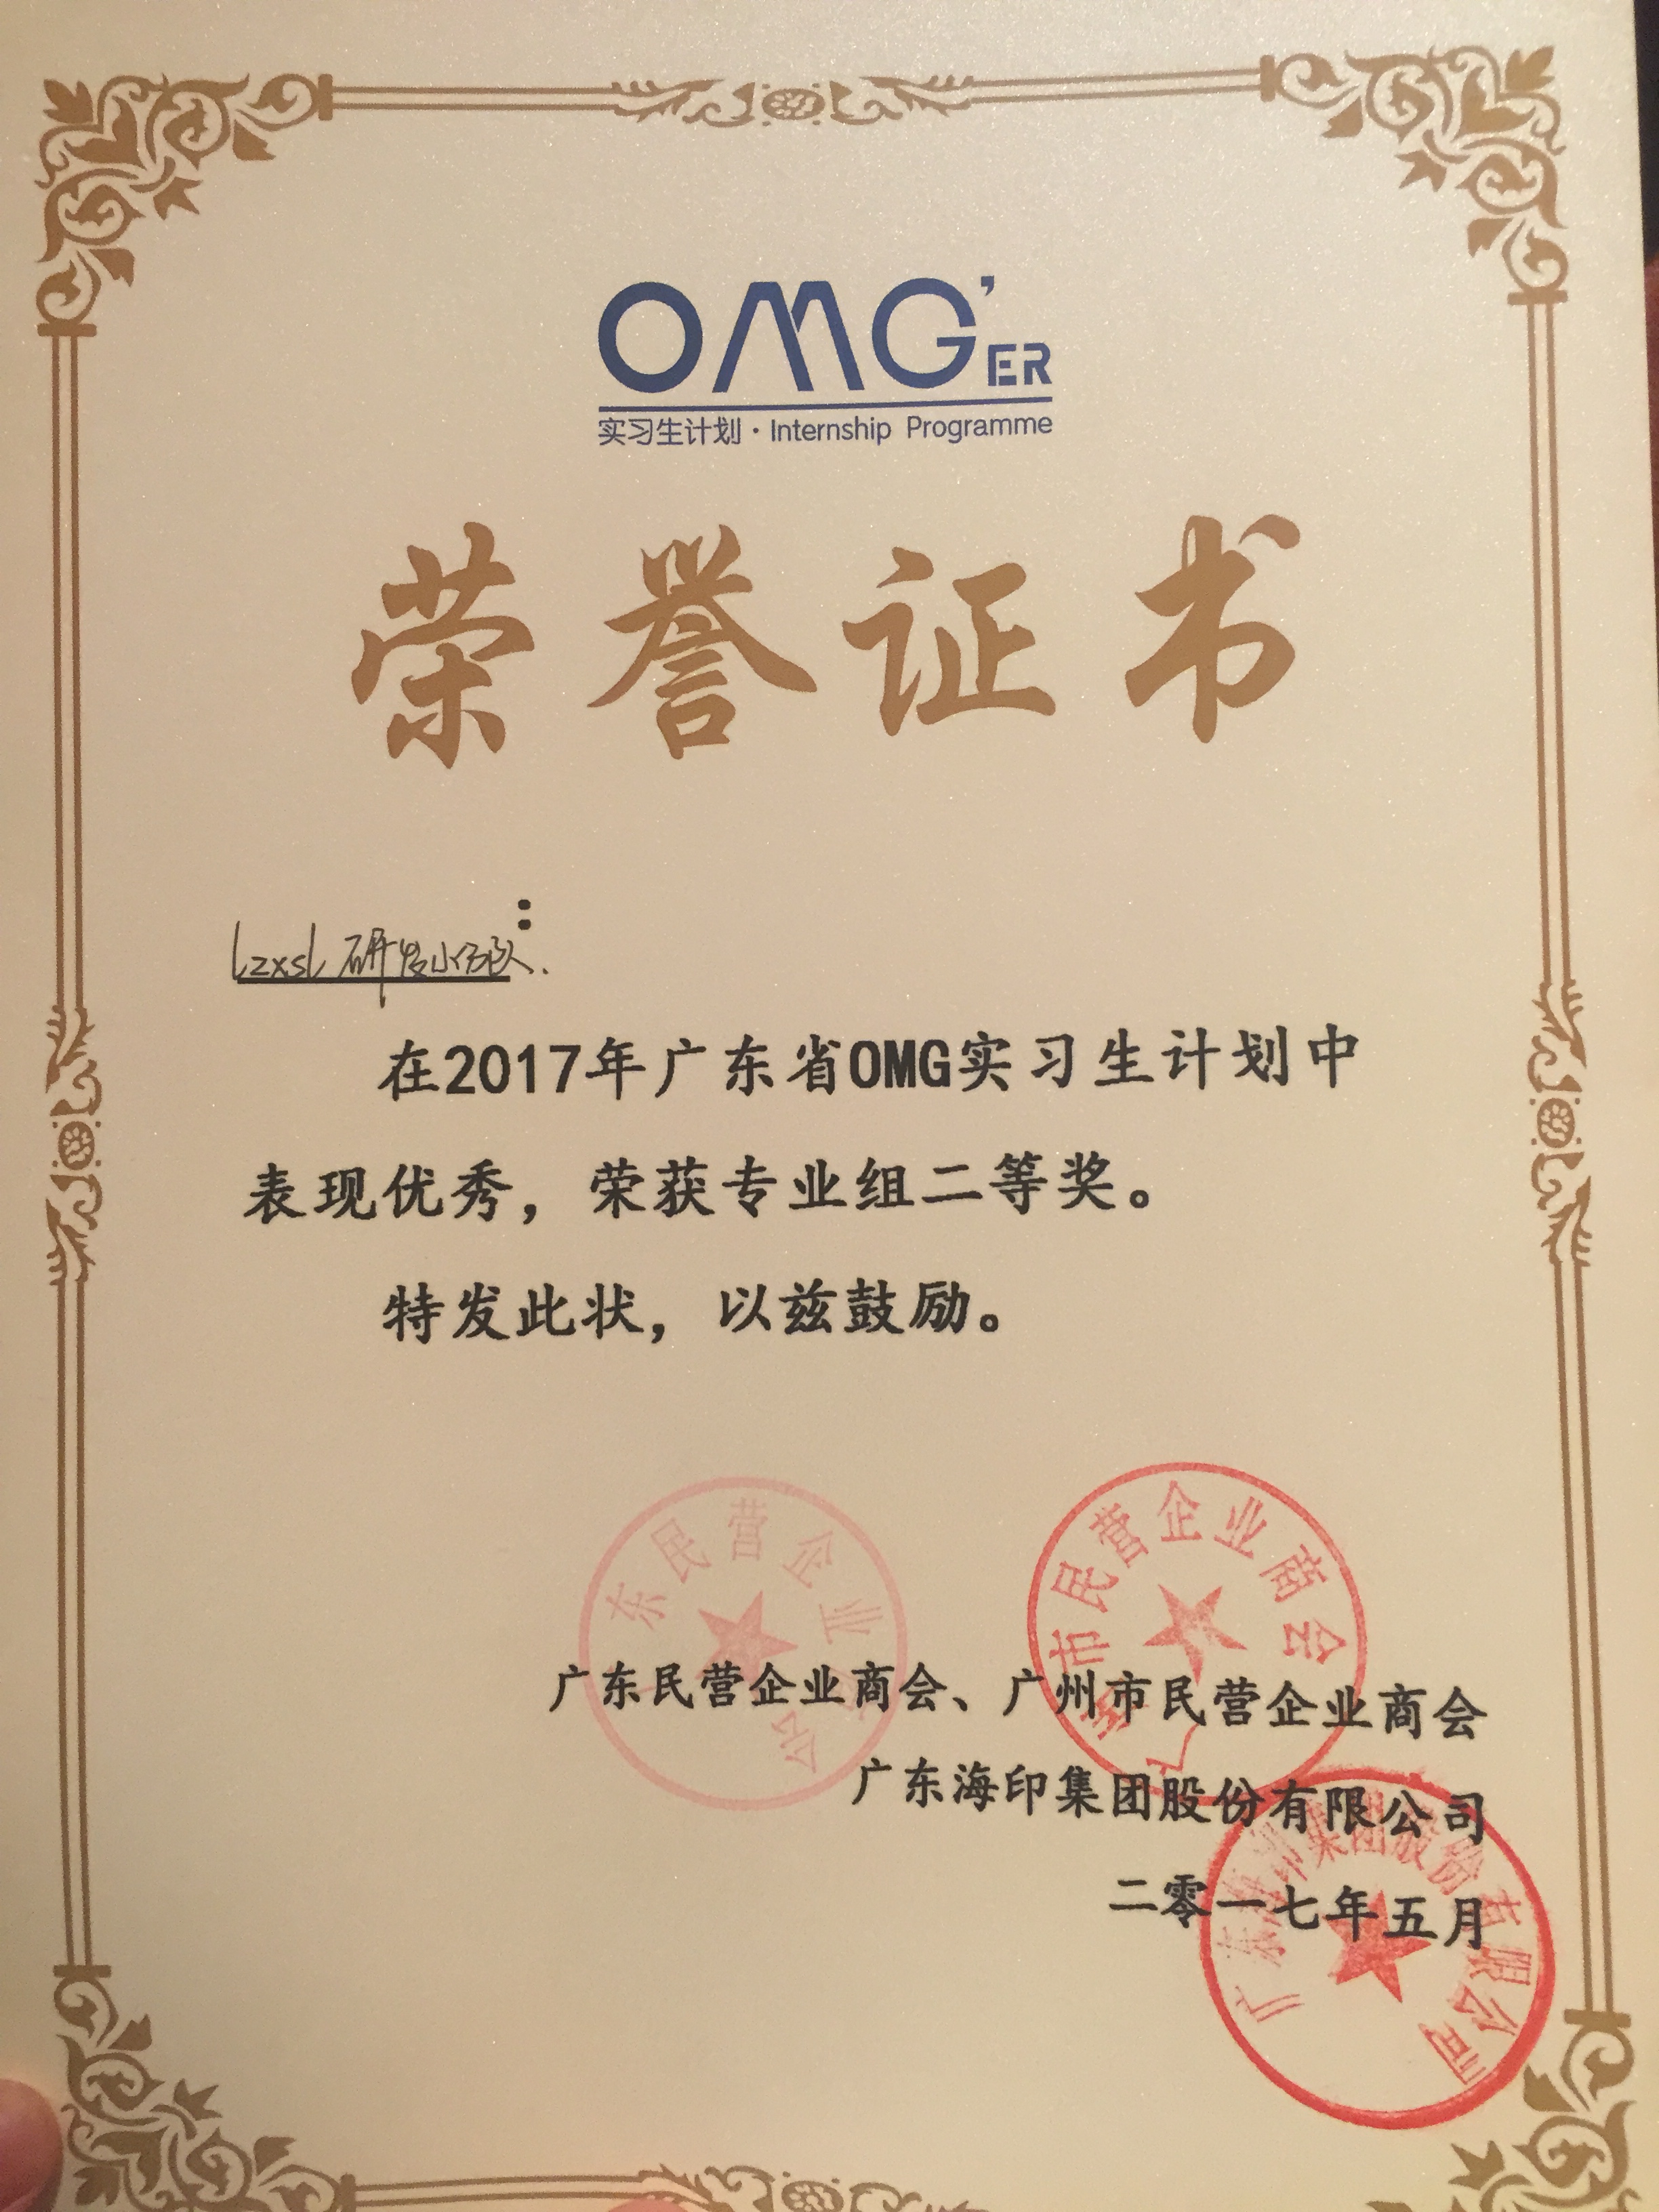 OMG'ER
实习生计划·Internship Programme
荣誉证书
Lzxsl 研发小分队:
在2017年广东省OMG实习生计划中
表现优秀，荣获专业组二等奖。
特发此状，以兹鼓励。
广东民营企业商会、广州市民营企业商会
广东海印集团股份有限公司
二零一七年五月
东民营企业商会
广州市民营企业商会
广东海印集团股份有限公司